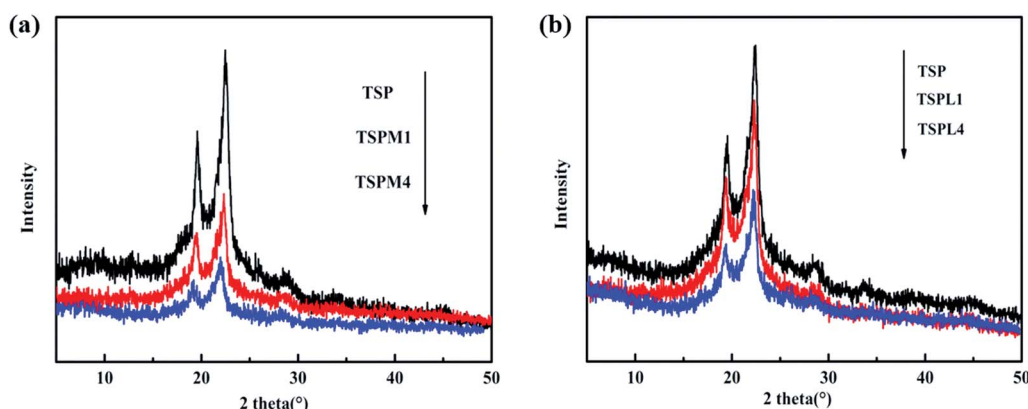 (a)
Intensity
TSP
TSPM1
TSPM4
10 20 30 40 50
2 theta(°)
(b)
Intensity
TSP
TSPL1
TSPL4
10 20 30 40 50
2 theta(°)